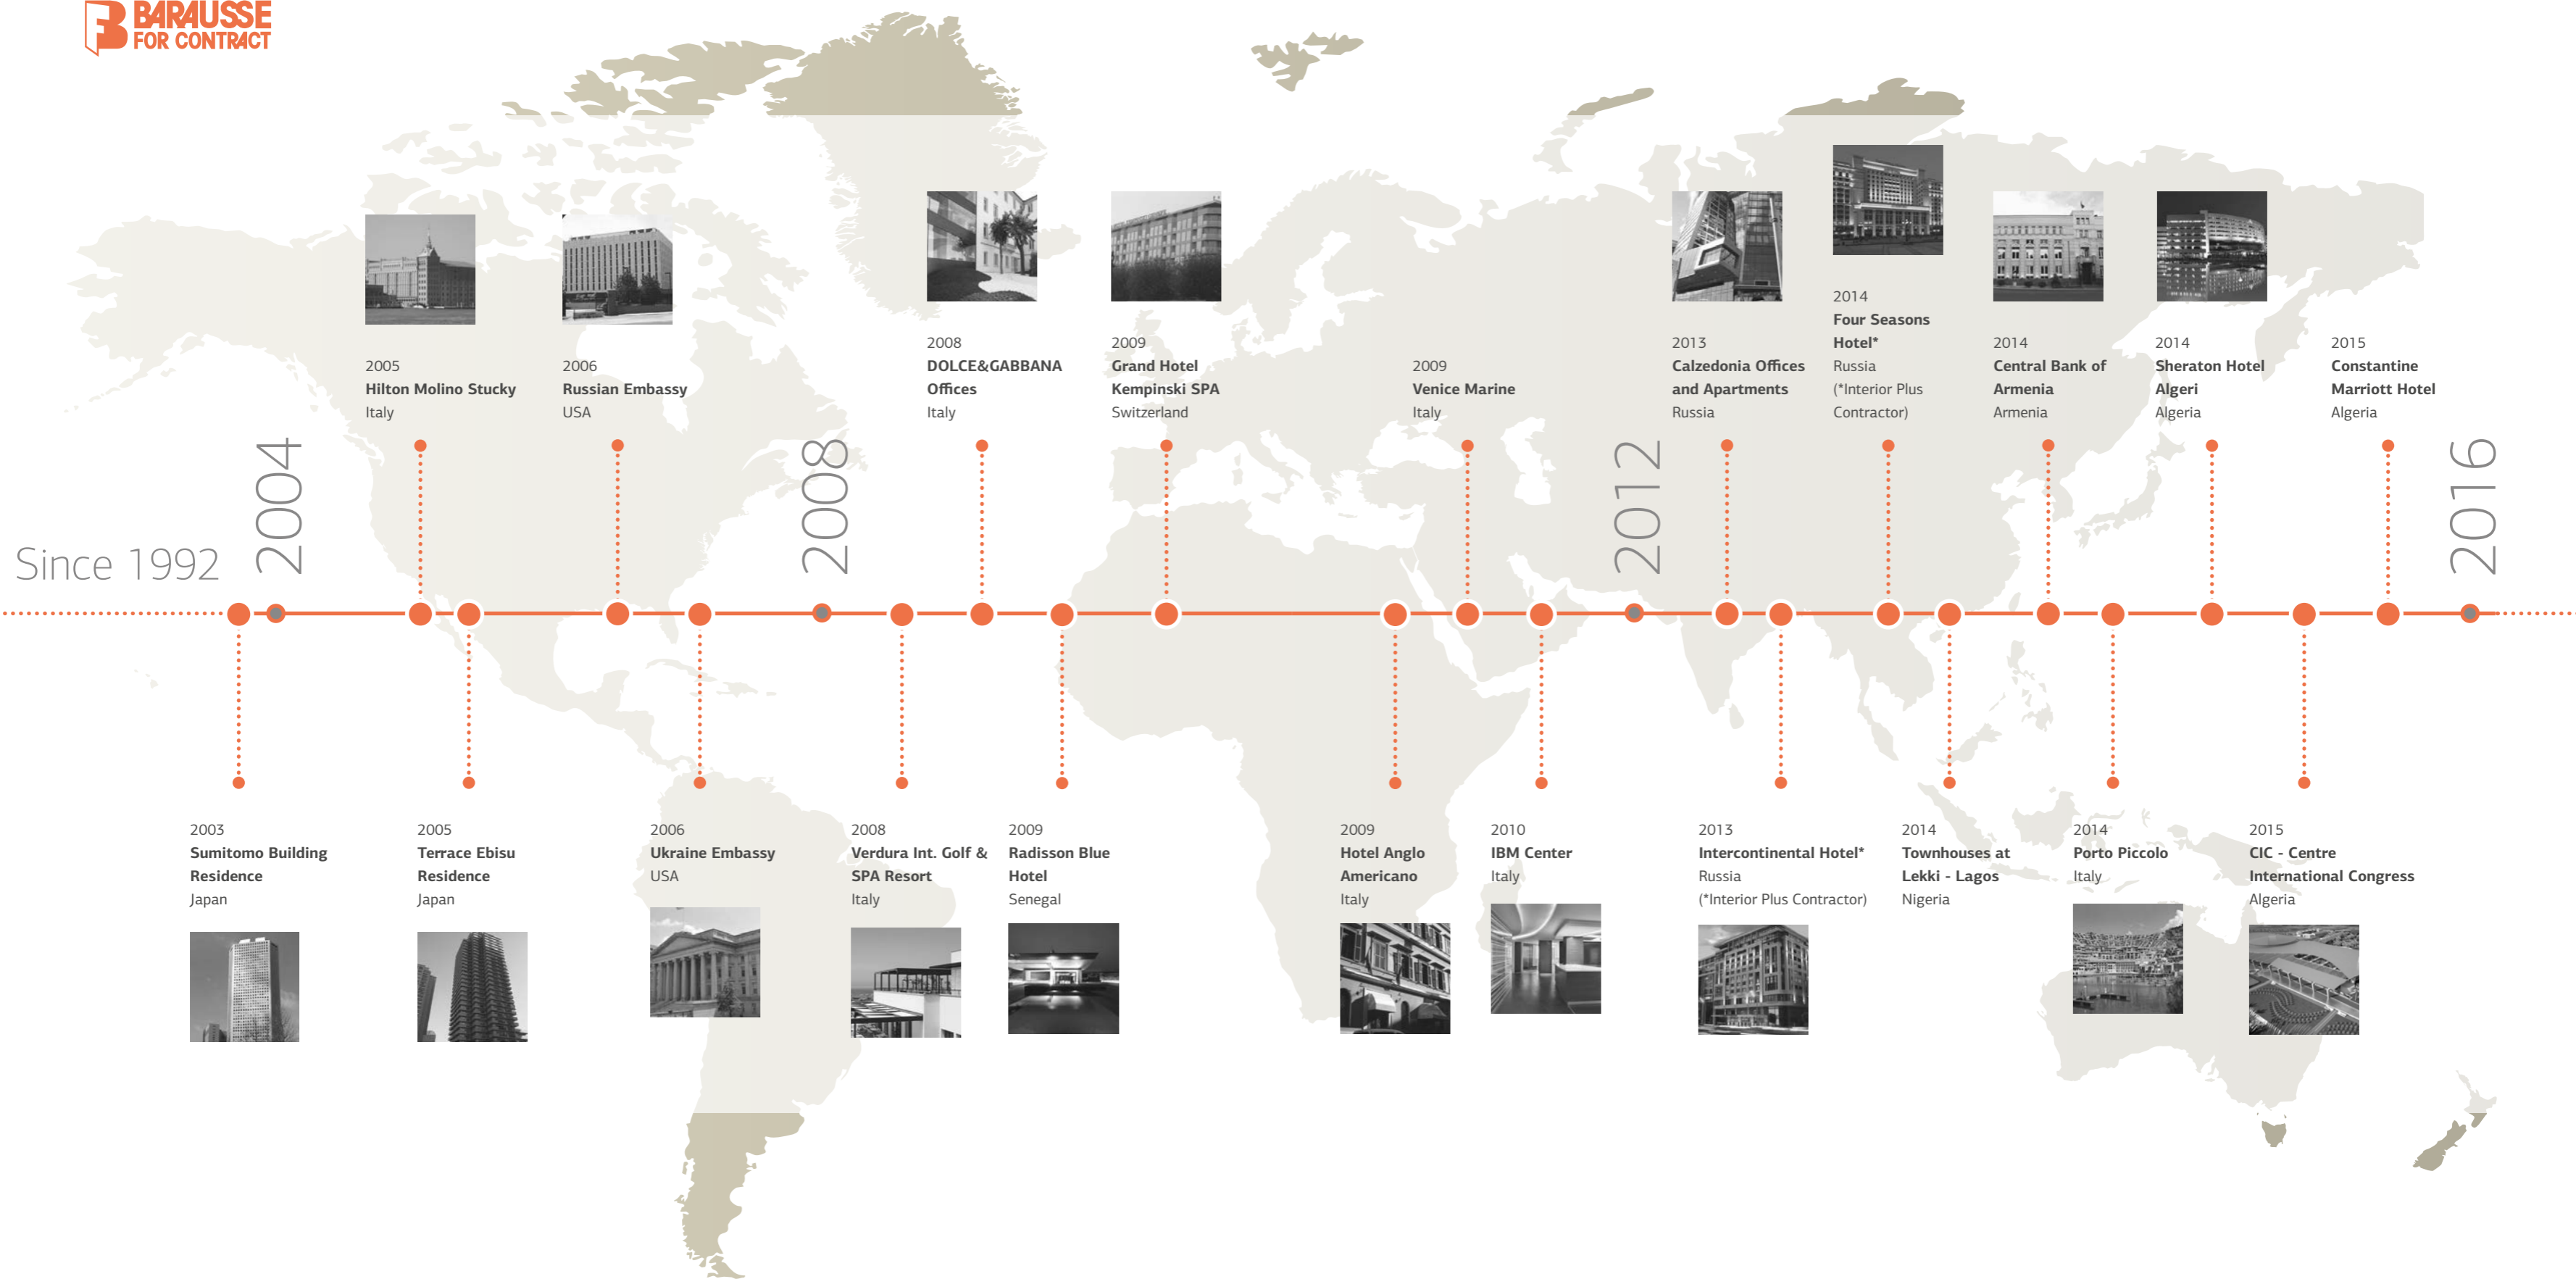 BARAUSSE
FOR CONTRACT
2005
Hilton Molino Stucky
Italy
2006
Russian Embassy
USA
2008
DOLCE&GABBANA
Offices
Italy
2009
Grand Hotel
Kempinski SPA
Switzerland
2009
Venice Marine
Italy
2013
Calzedonia Offices
and Apartments
Russia
2014
Four Seasons
Hotel*
Russia
(*Interior Plus
Contractor)
2014
Central Bank of
Armenia
Armenia
2014
Sheraton Hotel
Algeri
Algeria
2015
Constantine
Marriott Hotel
Algeria
Since 1992
2004
2008
2012
2016
2003
Sumitomo Building
Residence
Japan
2005
Terrace Ebisu
Residence
Japan
2006
Ukraine Embassy
USA
2008
Verdura Int. Golf &
SPA Resort
Italy
2009
Radisson Blue
Hotel
Senegal
2009
Hotel Anglo
Americano
Italy
2010
IBM Center
Italy
2013
Intercontinental Hotel*
Russia
(*Interior Plus Contractor)
2014
Townhouses at
Lekki - Lagos
Nigeria
2014
Porto Piccolo
Italy
2015
CIC - Centre
International Congress
Algeria